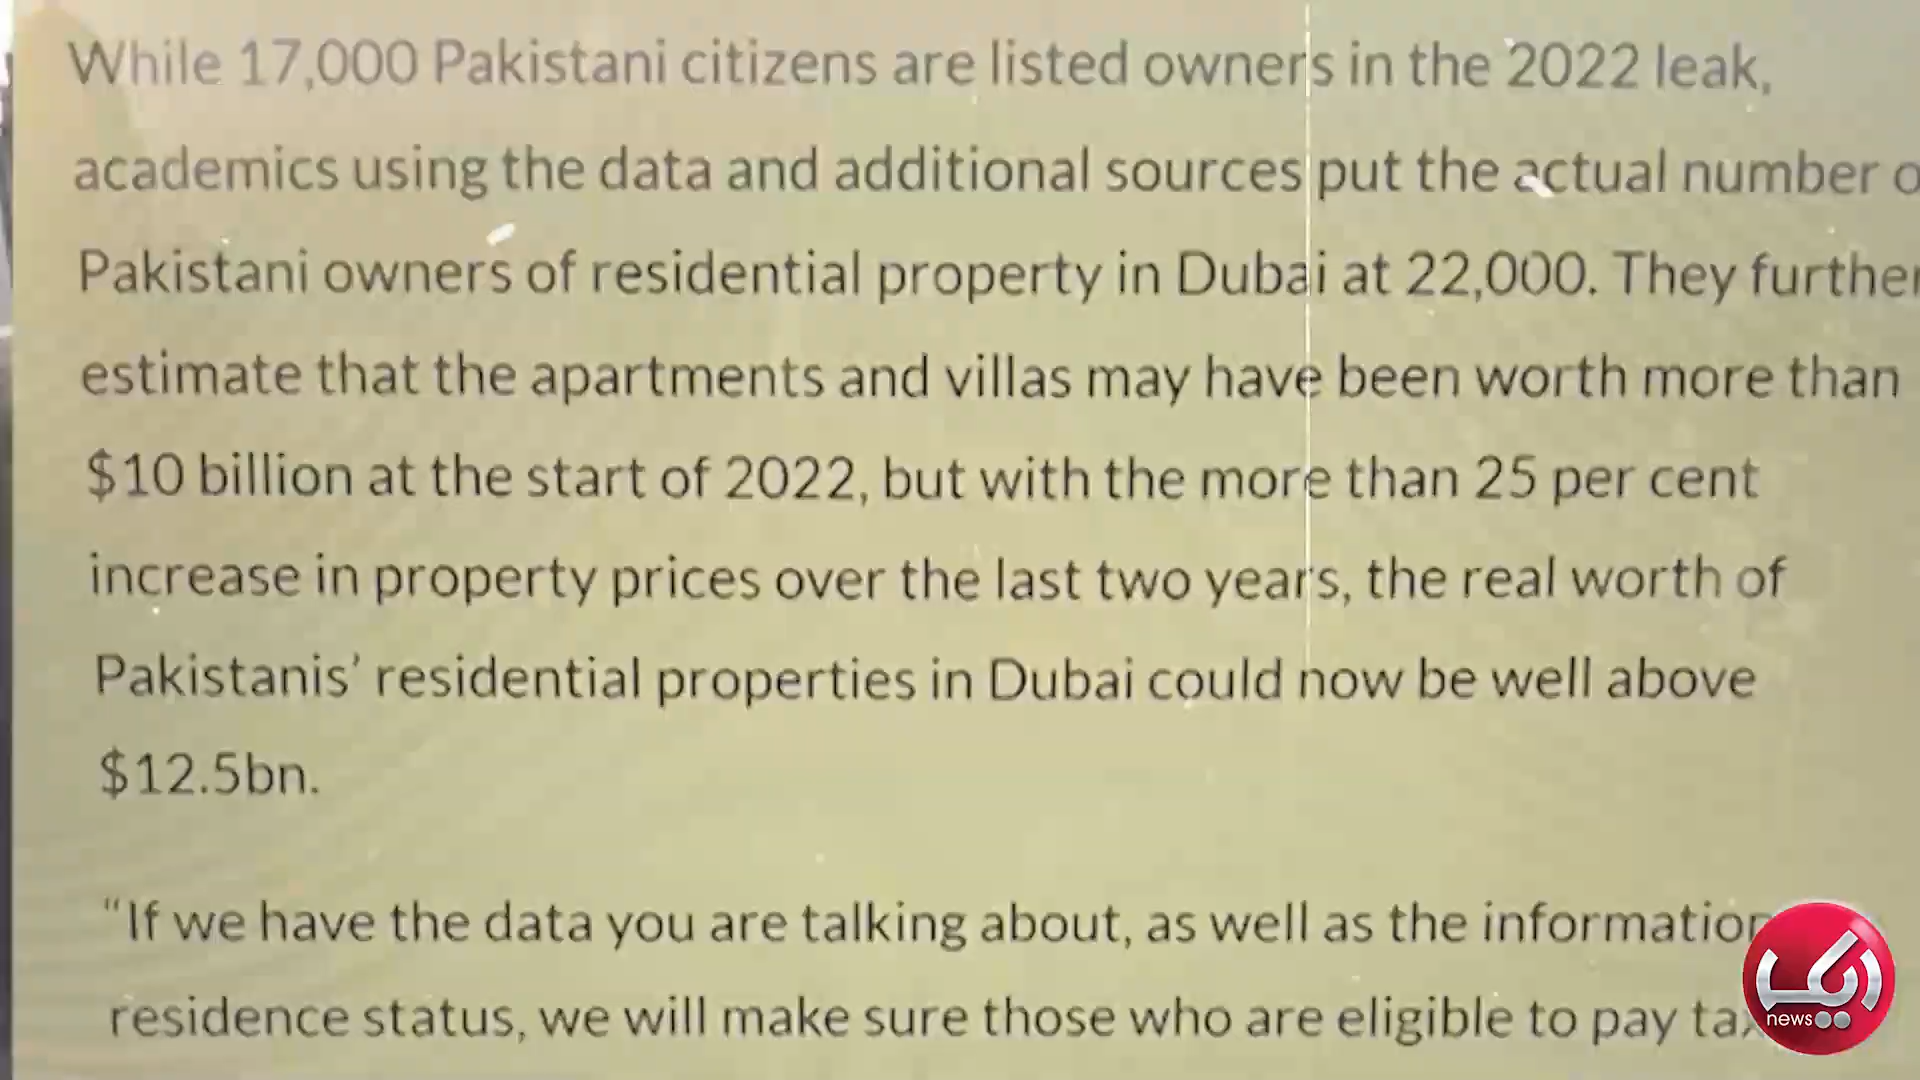 While 17,000 Pakistani citizens are listed owners in the 2022 leak,
academics using the data and additional sources put the actual number
Pakistani owners of residential property in Dubai at 22,000. They further
estimate that the apartments and villas may have been worth more than
$10 billion at the start of 2022, but with the more than 25 per cent
increase in property prices over the last two years, the real worth of
Pakistanis’ residential properties in Dubai could now be well above
$12.5bn.
“If we have the data you are talking about, as well as the information
residence status, we will make sure those who are eligible to pay tax
news